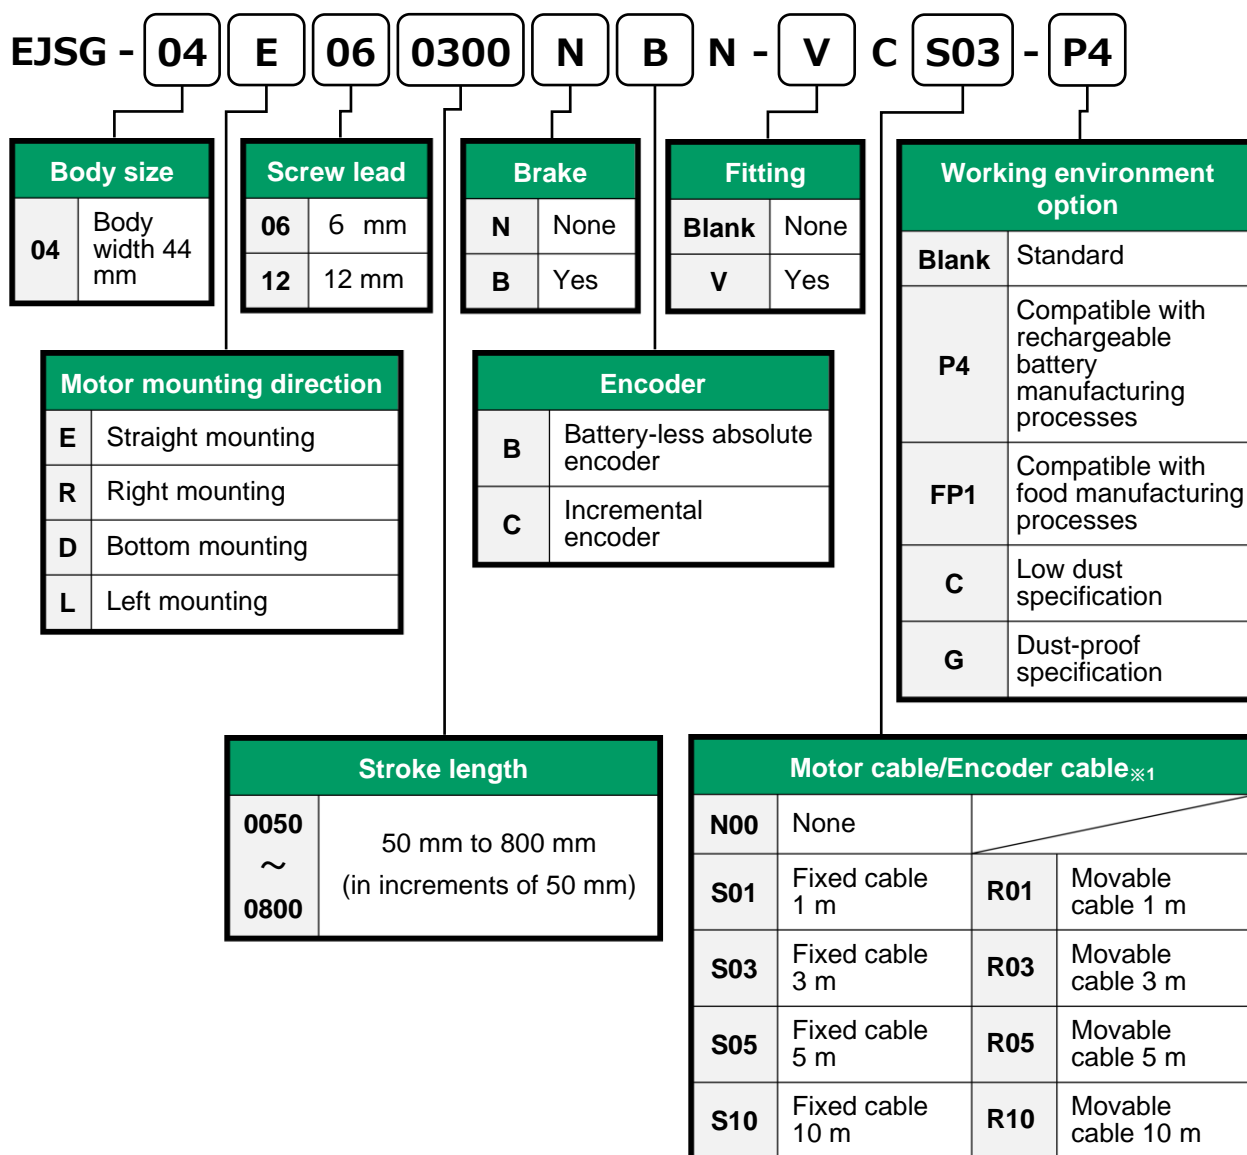 EJSG - 04 E 06 0300 N B N - V C S03 - P4
Body size
04 Body
width 44
mm
Screw lead
06 6 mm
12 12 mm
Brake
N None
B Yes
Fitting
Blank None
V Yes
Working environment
option
Blank Standard
P4 Compatible with
rechargeable
battery
manufacturing
processes
FP1 Compatible with
food manufacturing
processes
C Low dust
specification
G Dust-proof
specification
Motor mounting direction
E Straight mounting
R Right mounting
D Bottom mounting
L Left mounting
Encoder
B Battery-less absolute
encoder
C Incremental
encoder
Stroke length
0050
～
0800
50 mm to 800 mm
(in increments of 50 mm)
Motor cable/Encoder cable※1
N00 None
S01 Fixed cable
1 m
R01 Movable
cable 1 m
S03 Fixed cable
3 m
R03 Movable
cable 3 m
S05 Fixed cable
5 m
R05 Movable
cable 5 m
S10 Fixed cable
10 m
R10 Movable
cable 10 m